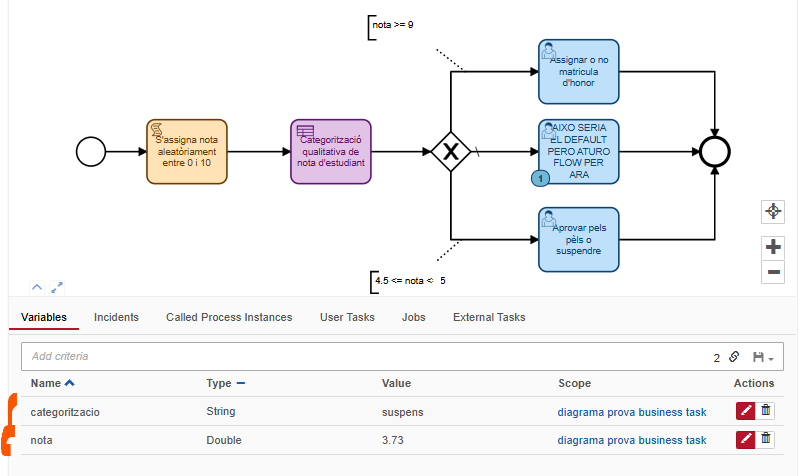 nota >= 9
Assignar o no
matricula
d'honor
S'assigna nota
aleatòriament
entre 0 i 10
Categorització
qualitativa de
nota d'estudiant
X
AIXO SERIA
EL DEFAULT
PERO ATURO
FLOW PER
ARA
1
Aprovar pels
pèls o
suspendre
4.5 <= nota < 5
Variables Incidents Called Process Instances User Tasks Jobs External Tasks
Add criteria 2
Name Type Value Scope Actions
categoritzacio String suspens diagrama prova business task
nota Double 3.73 diagrama prova business task